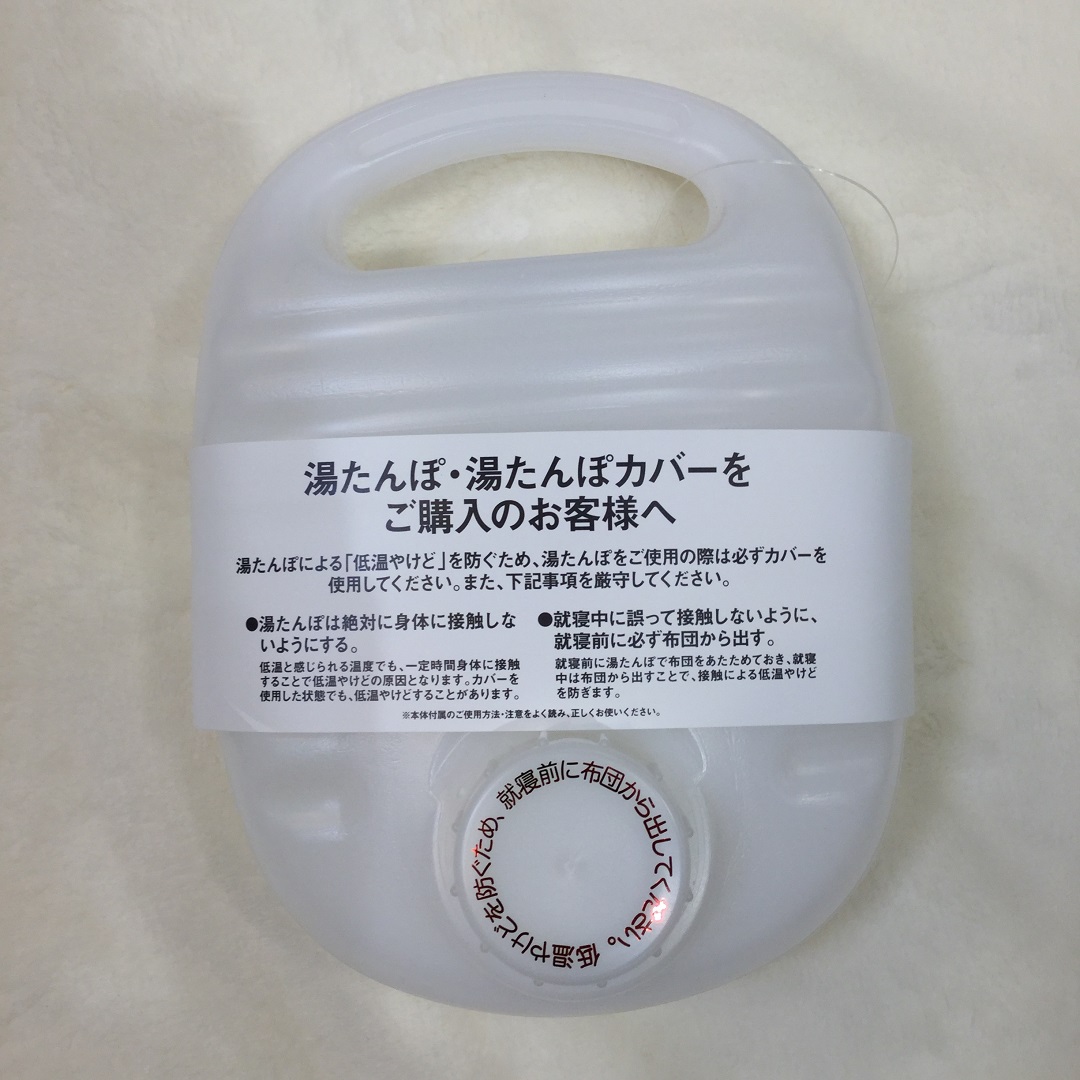 湯たんぽ・湯たんぽカバーを
ご購入のお客様へ
湯たんぽによる「低温やけど」を防ぐため、湯たんぽをご使用の際は必ずカバーを
使用してください。また、下記事項を厳守してください。
●湯たんぽは絶対に身体に接触しな
いようにする。
低温と感じられる温度でも、一定時間身体に接触
することで低温やけどの原因となります。カバーを
使用した状態でも、低温やけどすることがあります。
●就寝中に誤って接触しないように、
就寝前に必ず布団から出す。
就寝前に湯たんぽで布団をあたためておき、就寝
中は布団から出すことで、接触による低温やけど
を防ぎます。
※本体付属のご使用方法・注意をよく読み、正しくお使いください。
低温やけどを防ぐため、就寝前に布団から出してください。